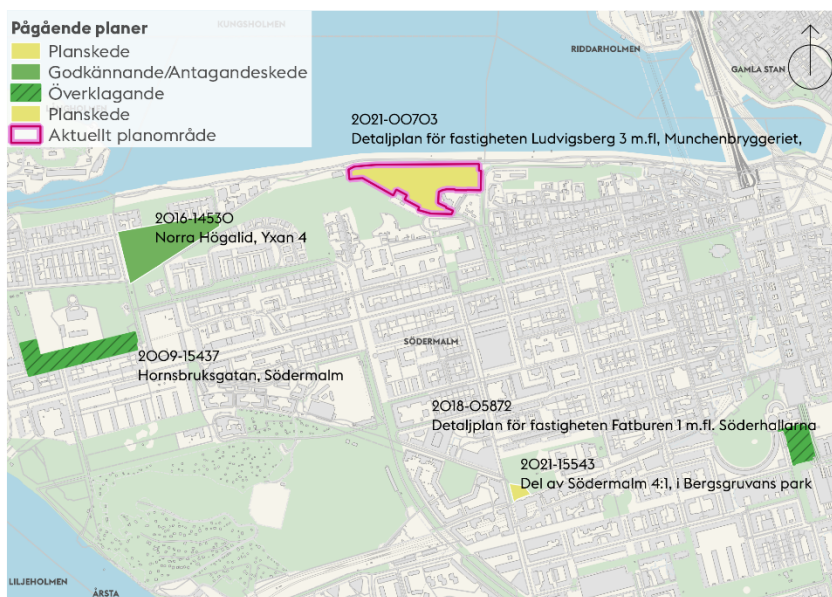 Pågående planer
Planskede
Godkännande/Antagandeskede
Överklagande
Planskede
Aktuellt planområde
KUNGSHOLMEN
RIDDARHOLMEN
GAMLA STAN
2021-00703
Detaljplan för fastigheten Ludvigsberg 3 m.fl, Munchenbryggeriet,
2016-14530
Norra Högalid, Yxan 4
SÖDERMALM
2009-15437
Hornsbruksgatan, Södermalm
2018-05872
Detaljplan för fastigheten Fatburen 1 m.fl. Söderhallarna
2021-15543
Del av Södermalm 4:1, i Bergsgruvans park
LILJEHOLMEN
ÅRSTA